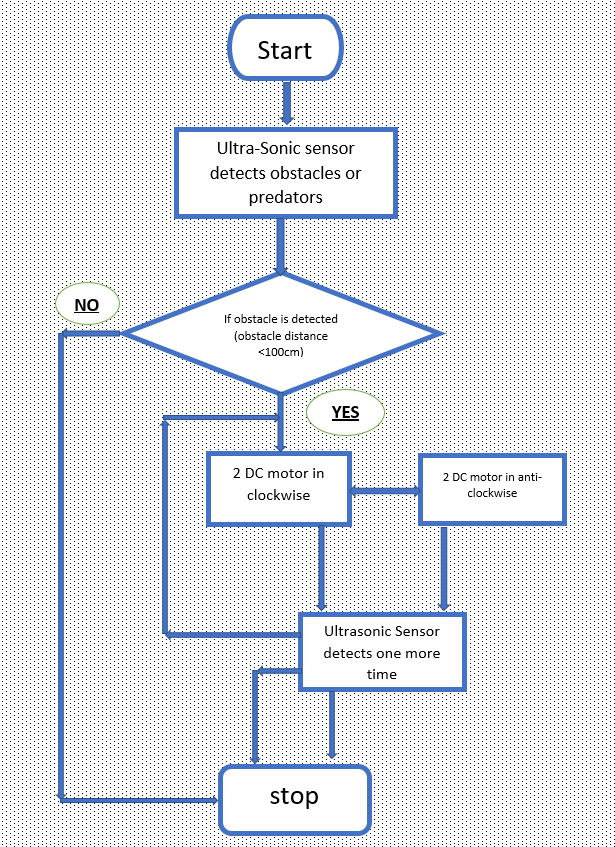 Start
Ultra-Sonic sensor
detects obstacles or
predators
NO
If obstacle is detected
(obstacle distance
<100cm)
YES
2 DC motor in
clockwise
2 DC motor in anti-
clockwise
Ultrasonic Sensor
detects one more
time
stop